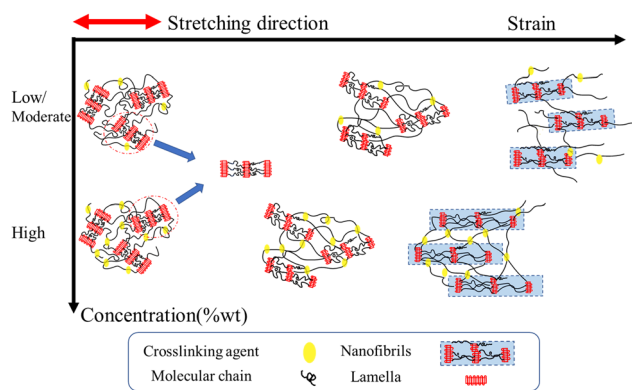 Stretching direction
Strain
Low/
Moderate
High
Concentration(%wt)
Crosslinking agent
Nanofibrils
Molecular chain
Lamella